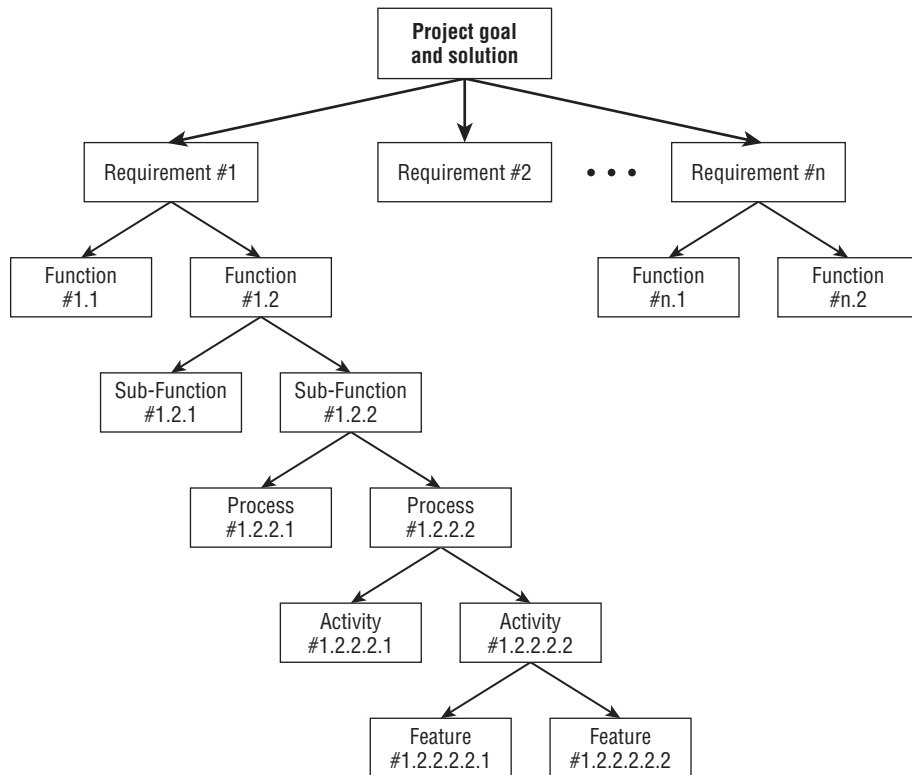 Project goal
and solution
Requirement #1
Requirement #2
• • •
Requirement #n
Function
#1.1
Function
#1.2
Function
#n.1
Function
#n.2
Sub-Function
#1.2.1
Sub-Function
#1.2.2
Process
#1.2.2.1
Process
#1.2.2.2
Activity
#1.2.2.2.1
Activity
#1.2.2.2.2
Feature
#1.2.2.2.2.1
Feature
#1.2.2.2.2.2